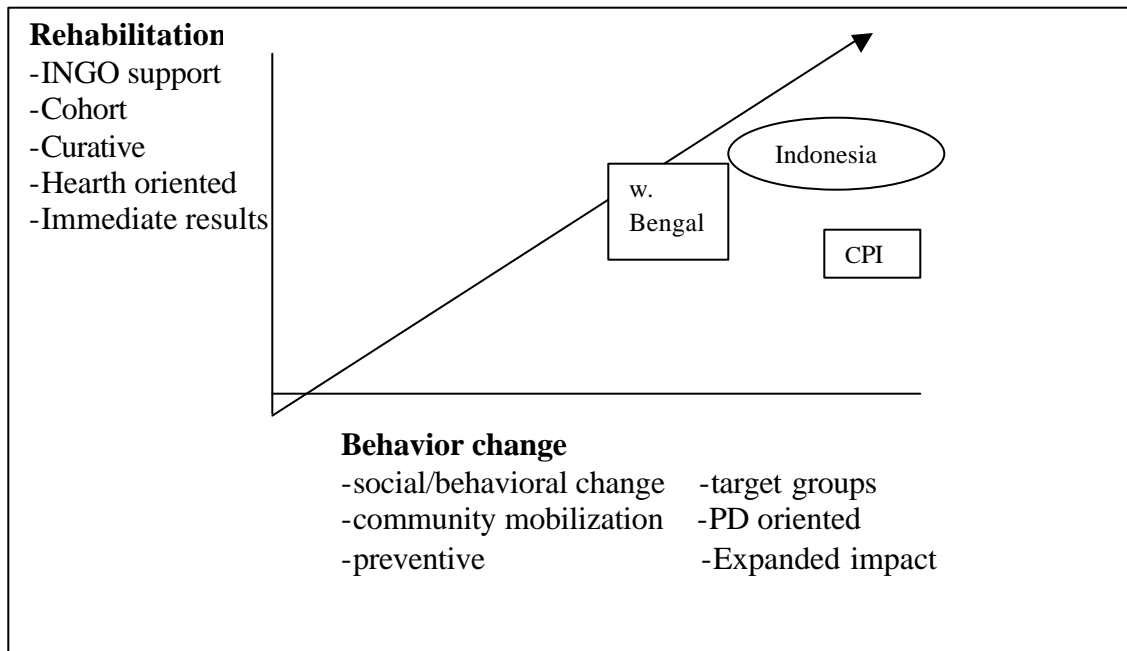 Rehabilitation
-INGO support
-Cohort
-Curative
-Hearth oriented
-Immediate results
Indonesia
w.
Bengal
CPI
Behavior change
-social/behavioral change -target groups
-community mobilization -PD oriented
-preventive -Expanded impact